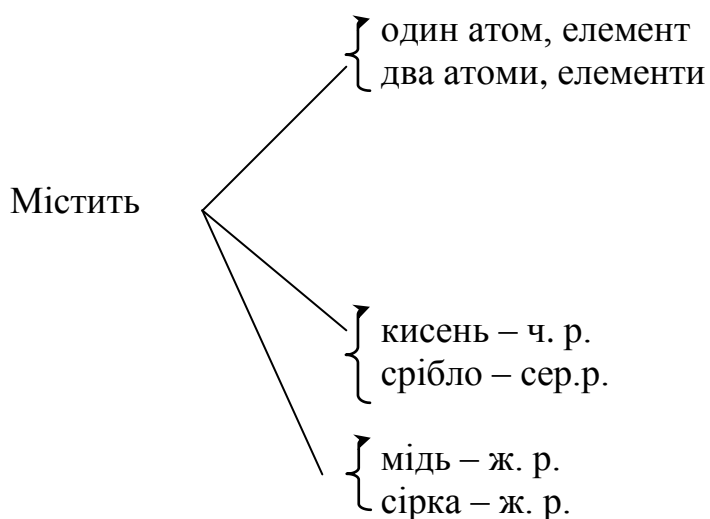 один атом, елемент
два атоми, елементи
Містить
кисень – ч. р.
срібло – сер.р.
мідь – ж. р.
сірка – ж. р.